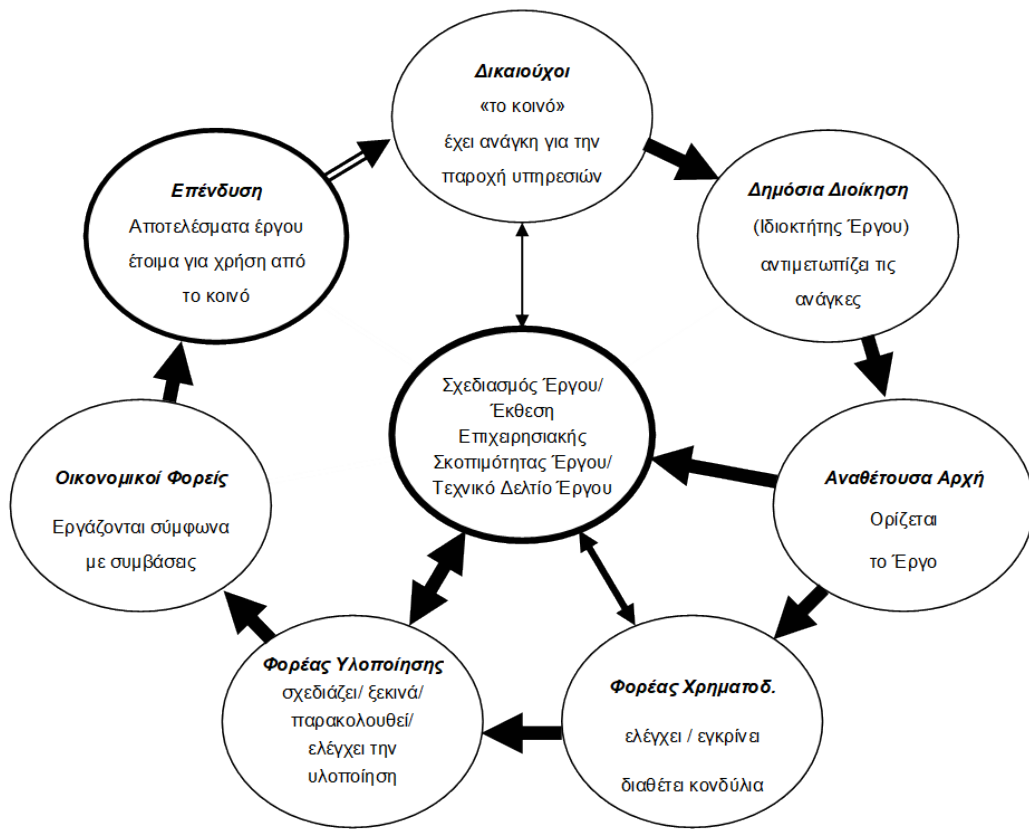 Δικαιούχοι
«το κοινό»
έχει ανάγκη για την
παροχή υπηρεσιών
Δημόσια Διοίκηση
(Ιδιοκτήτης Έργου)
αντιμετωπίζει τις
ανάγκες
Αναθέτουσα Αρχή
Ορίζεται
το Έργο
Φορέας Χρηματοδ.
ελέγχει / εγκρίνει
διαθέτει κονδύλια
Φορέας Υλοποίησης
σχεδιάζει/ ξεκινά/
παρακολουθεί/
ελέγχει την
υλοποίηση
Οικονομικοί Φορείς
Εργάζονται σύμφωνα
με συμβάσεις
Επένδυση
Αποτελέσματα έργου
έτοιμα για χρήση από
το κοινό
Σχεδιασμός Έργου/
Έκθεση
Επιχειρησιακής
Σκοπιμότητας Έργου/
Τεχνικό Δελτίο Έργου